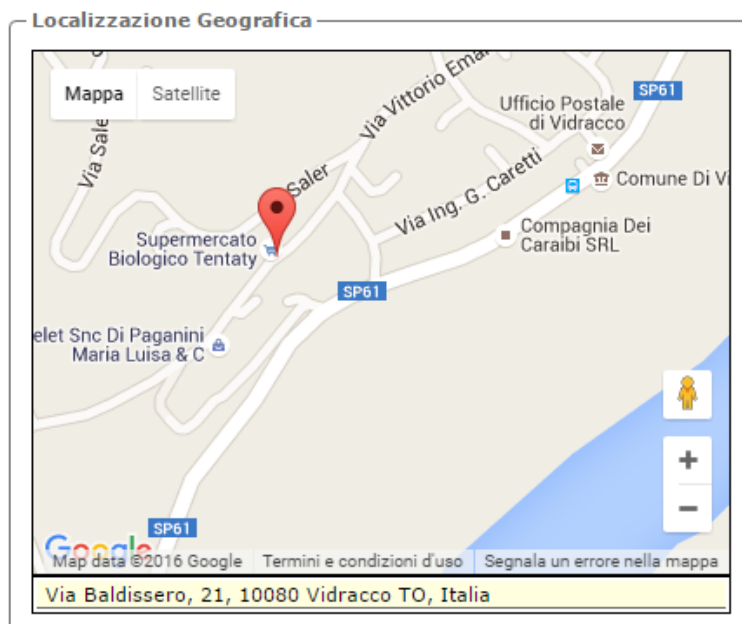 Localizzazione Geografica
Mappa
Satellite
Via Saler
Via Vittorio Emar
SP61
Ufficio Postale
di Vidracco
Saler
Via Ing. G. Caretti
Comune Di Vi
Supermercato
Biologico Tentaty
Compagnia Dei
Caraibi SRL
SP61
elet Snc Di Paganini
Maria Luisa & C
SP61
Google
Map data ©2016 Google
Termini e condizioni d'uso
Segnala un errore nella mappa
Via Baldissero, 21, 10080 Vidracco TO, Italia